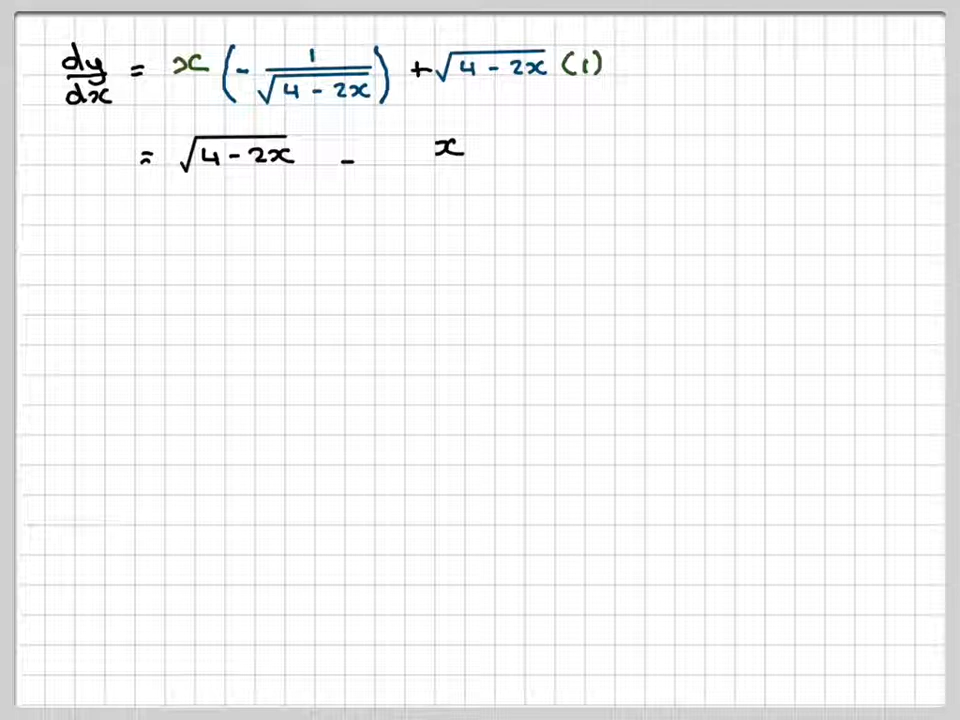 dy/dx = x (- 1/√(4 - 2x)) + √(4 - 2x) (1)
= √(4 - 2x) - x